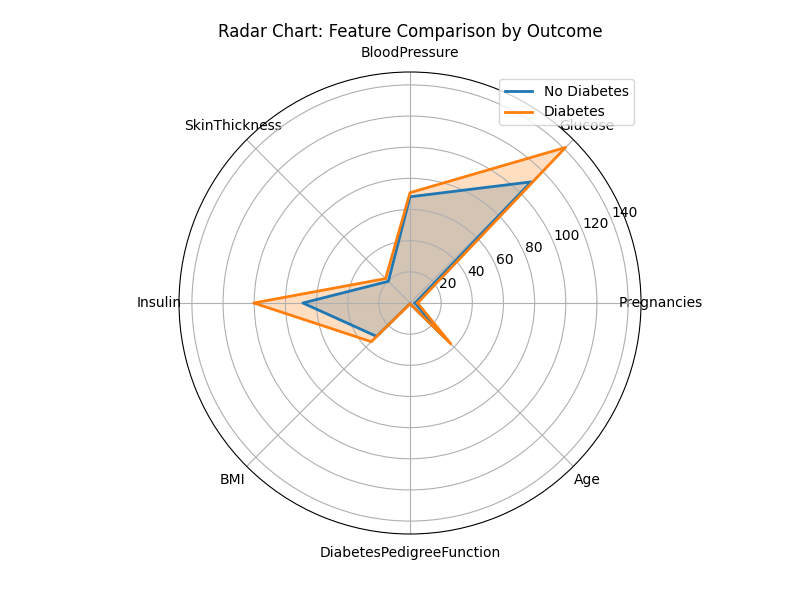 Radar Chart: Feature Comparison by Outcome
BloodPressure
No Diabetes
Diabetes
SkinThickness
Glucose
140
120
100
80
60
40
20
Insulin
Pregnancies
BMI
Age
DiabetesPedigreeFunction